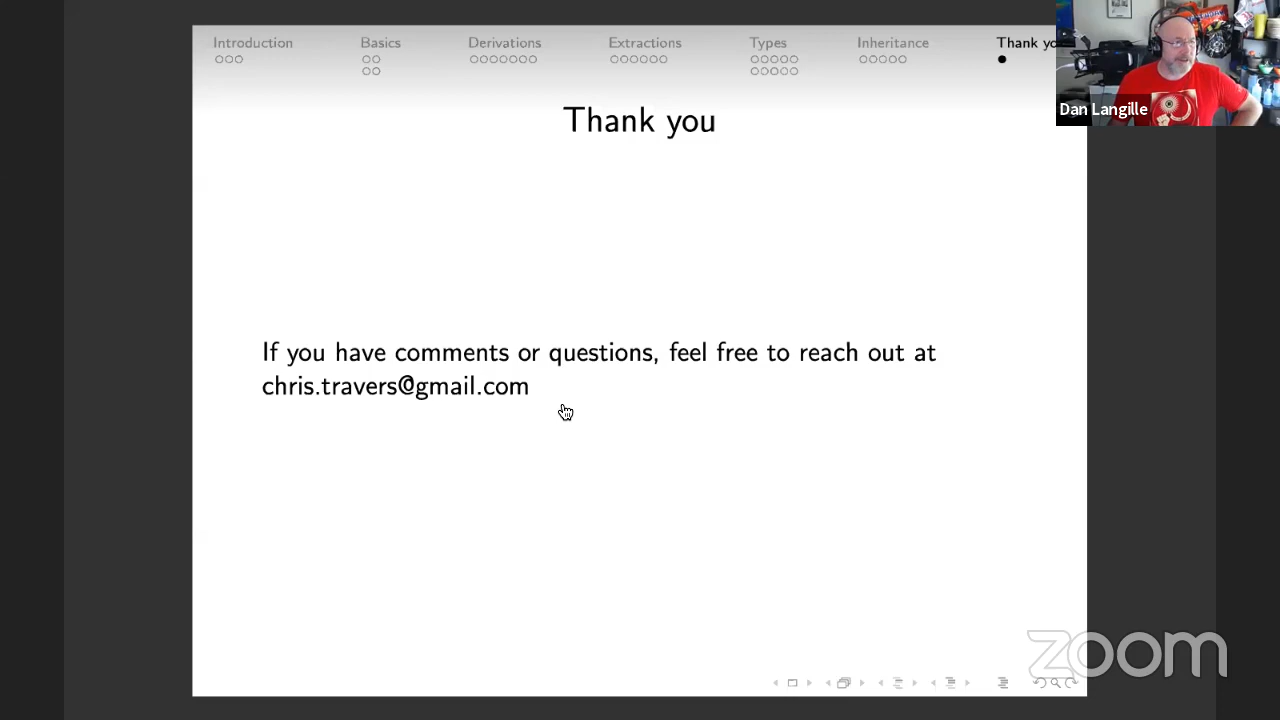 Introduction
Basics
Derivations
Extractions
Types
Inheritance
Thank yo
Dan Langille
Thank you
If you have comments or questions, feel free to reach out at
chris.travers@gmail.com
zoom